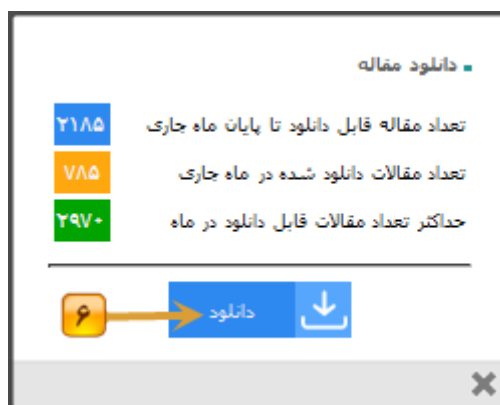 دانلود مقاله
تعداد مقاله قابل دانلود تا پایان ماه جاری ۲۱۸۵
تعداد مقالات دانلود شده در ماه جاری ۷۸۵
حداکثر تعداد مقالات قابل دانلود در ماه ۲۹۷۰
دانلود ۶